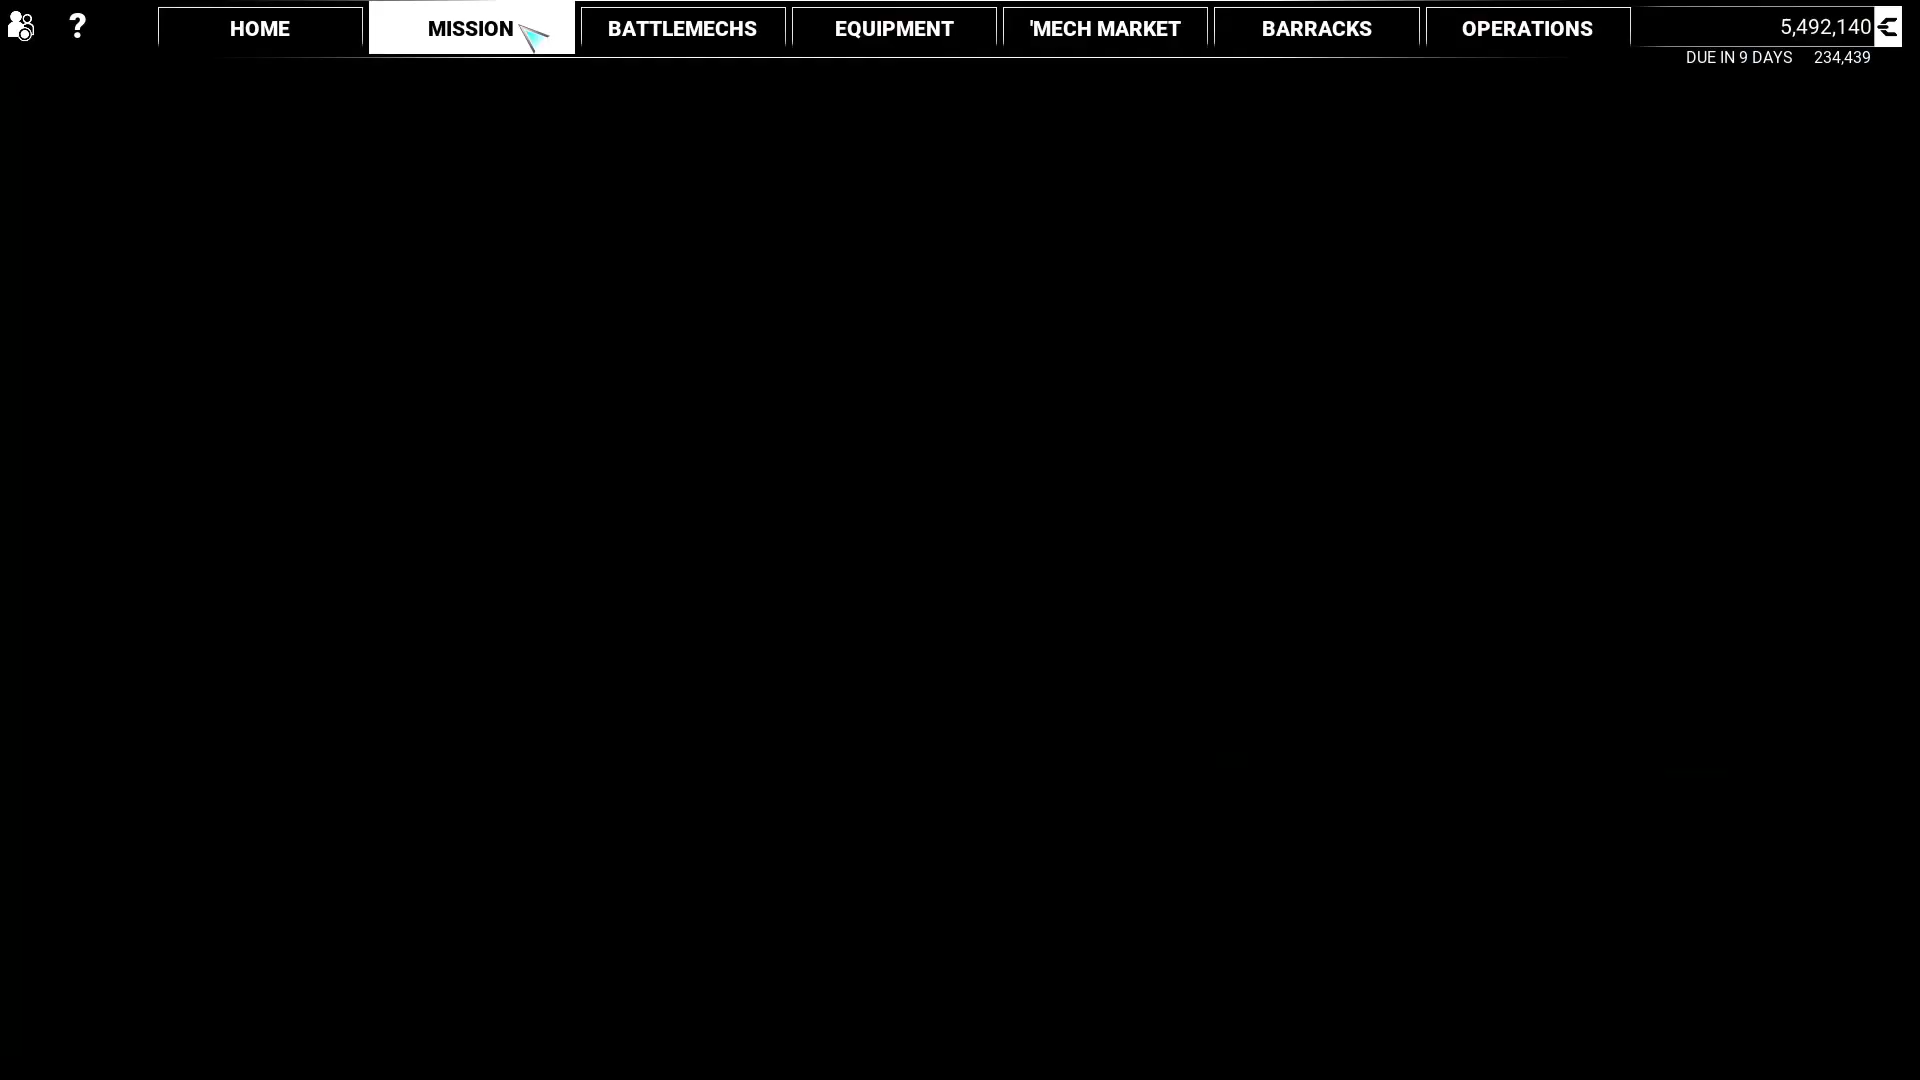 ?
HOME
MISSION
BATTLEMECHS
EQUIPMENT
'MECH MARKET
BARRACKS
OPERATIONS
5,492,140
DUE IN 9 DAYS 234,439